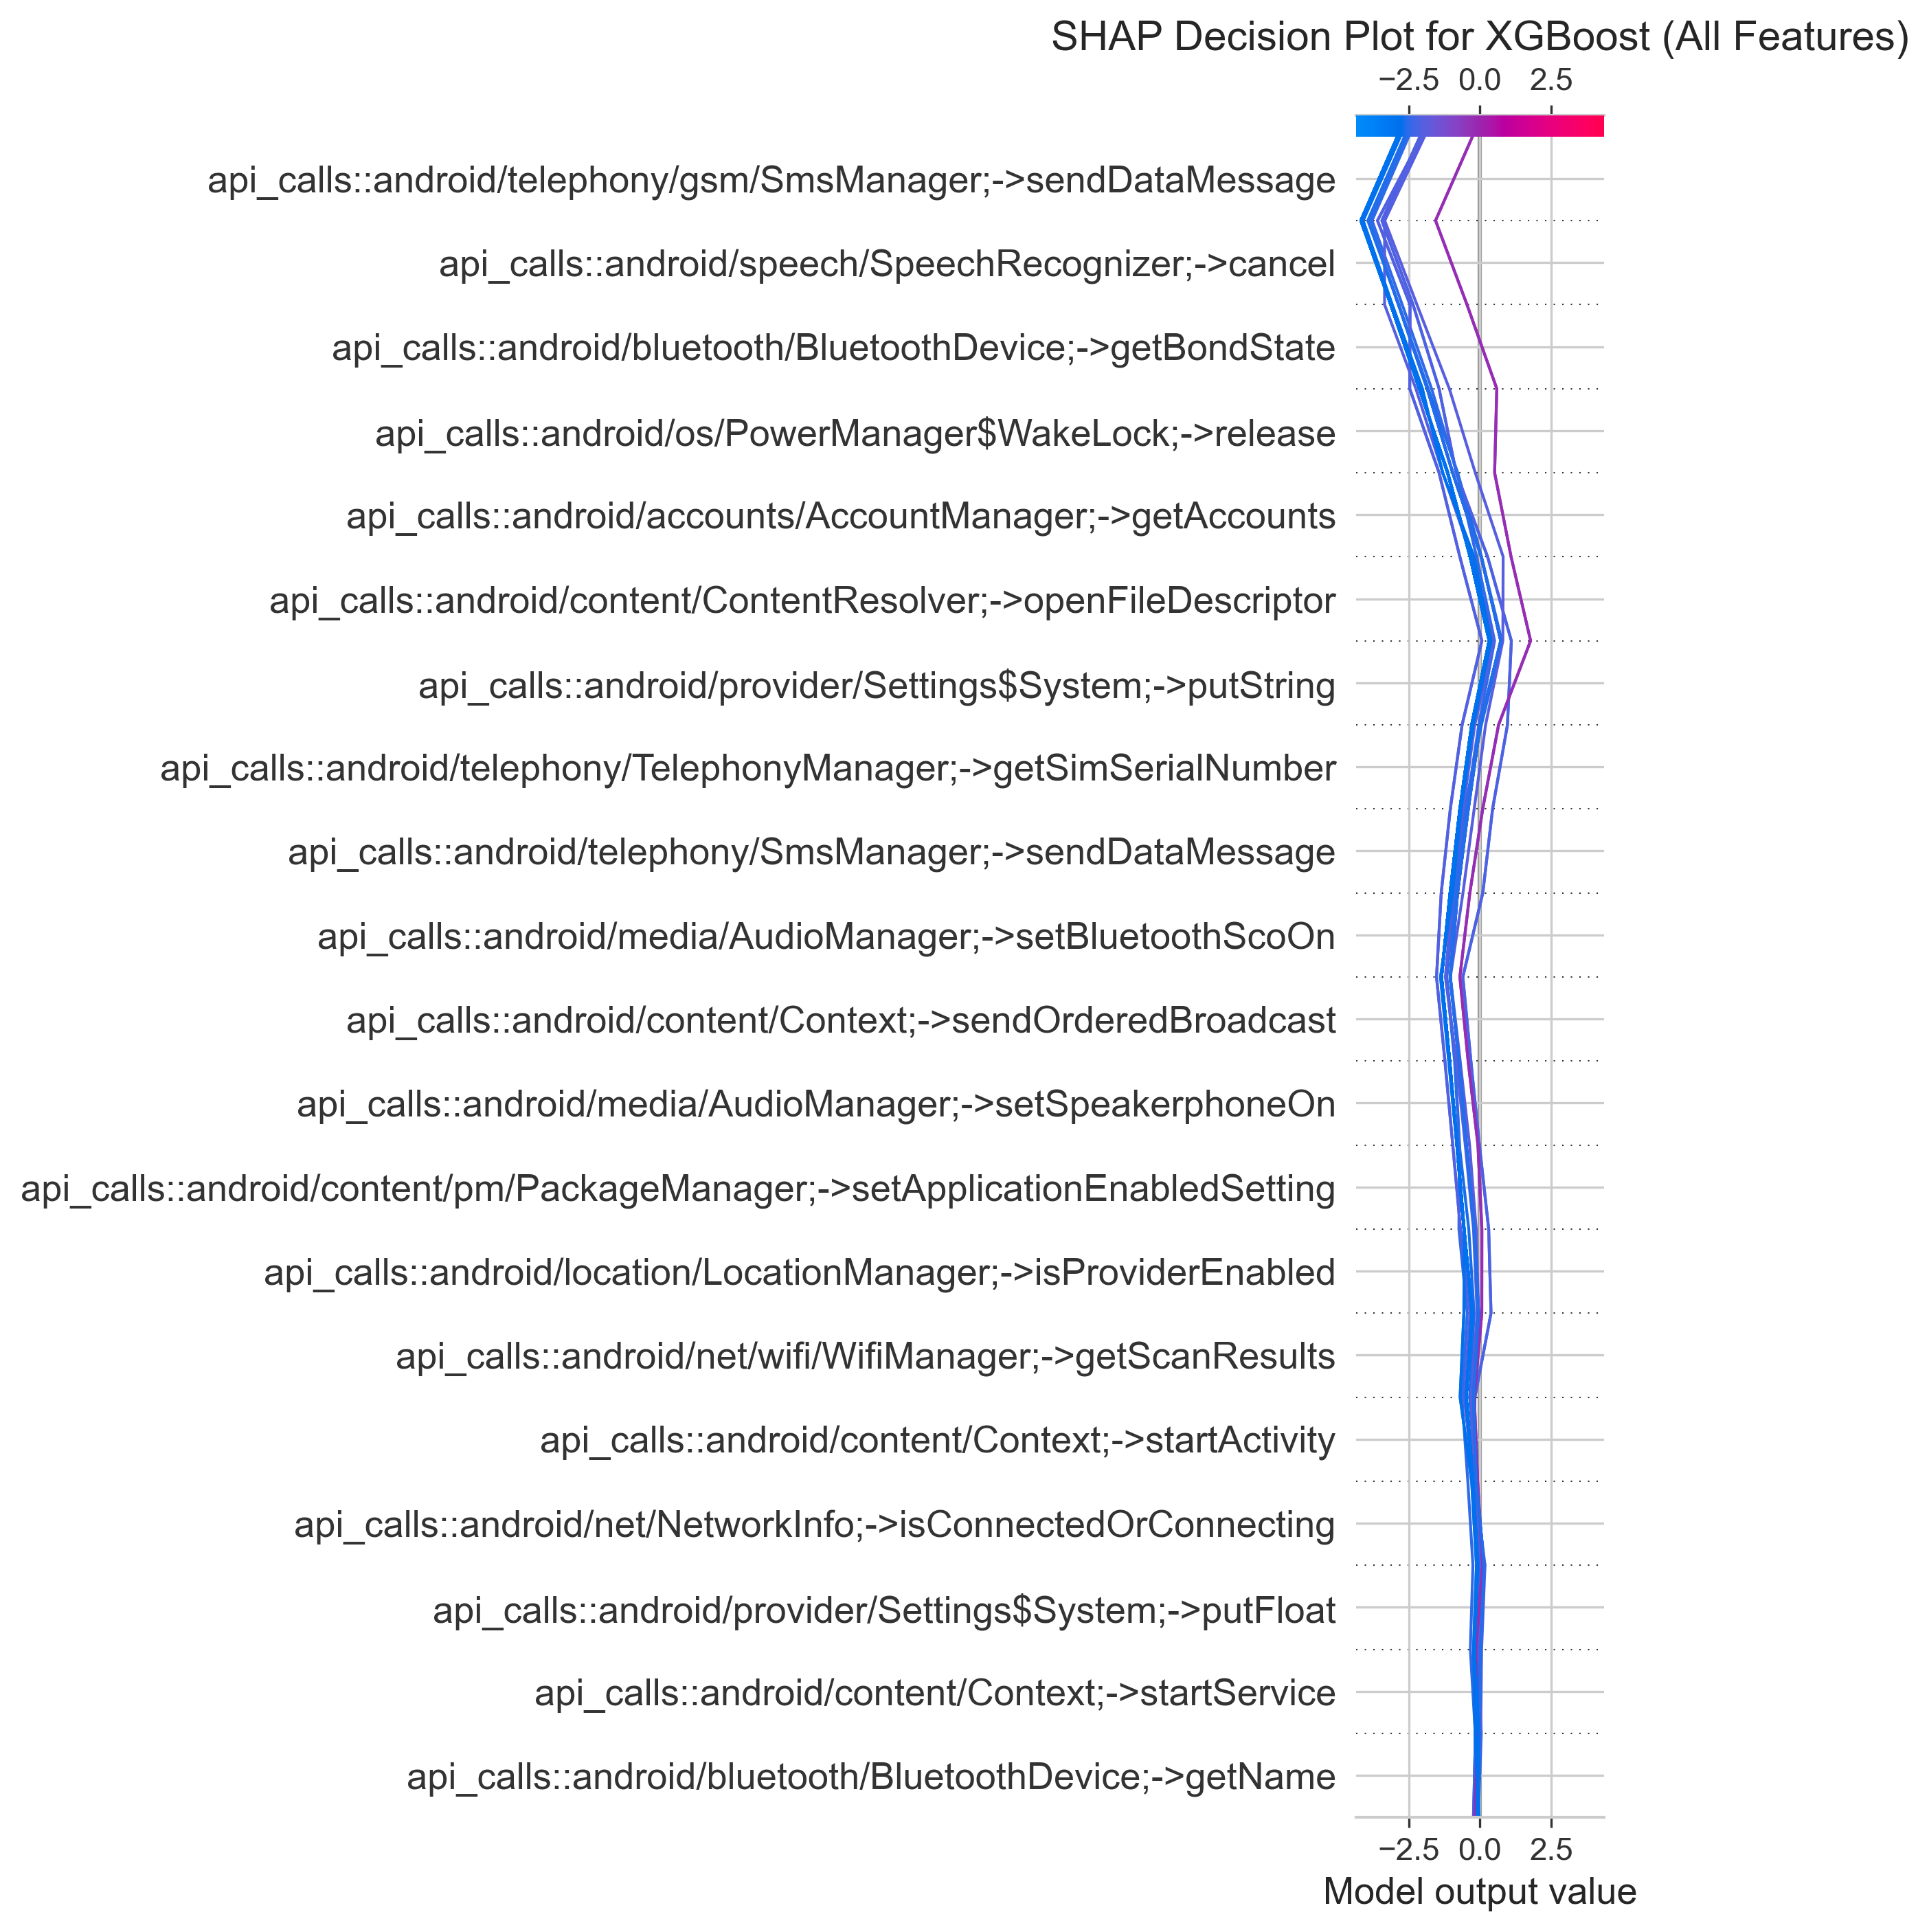 SHAP Decision Plot for XGBoost (All Features)
−2.5 0.0 2.5
api_calls::android/telephony/gsm/SmsManager;->sendDataMessage
api_calls::android/speech/SpeechRecognizer;->cancel
api_calls::android/bluetooth/BluetoothDevice;->getBondState
api_calls::android/os/PowerManager$WakeLock;->release
api_calls::android/accounts/AccountManager;->getAccounts
api_calls::android/content/ContentResolver;->openFileDescriptor
api_calls::android/provider/Settings$System;->putString
api_calls::android/telephony/TelephonyManager;->getSimSerialNumber
api_calls::android/telephony/SmsManager;->sendDataMessage
api_calls::android/media/AudioManager;->setBluetoothScoOn
api_calls::android/content/Context;->sendOrderedBroadcast
api_calls::android/media/AudioManager;->setSpeakerphoneOn
api_calls::android/content/pm/PackageManager;->setApplicationEnabledSetting
api_calls::android/location/LocationManager;->isProviderEnabled
api_calls::android/net/wifi/WifiManager;->getScanResults
api_calls::android/content/Context;->startActivity
api_calls::android/net/NetworkInfo;->isConnectedOrConnecting
api_calls::android/provider/Settings$System;->putFloat
api_calls::android/content/Context;->startService
api_calls::android/bluetooth/BluetoothDevice;->getName
−2.5 0.0 2.5
Model output value